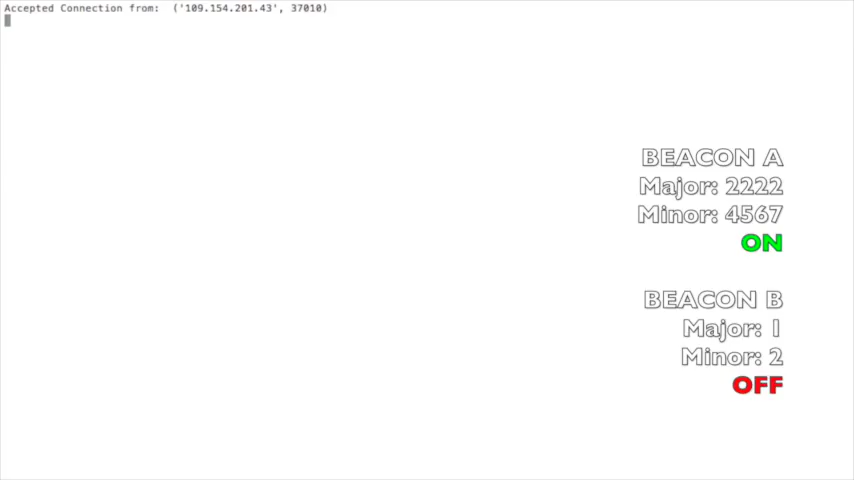 Accepted Connection from:  ('109.154.201.43', 37010)
BEACON A
Major: 2222
Minor: 4567
ON
BEACON B
Major: 1
Minor: 2
OFF